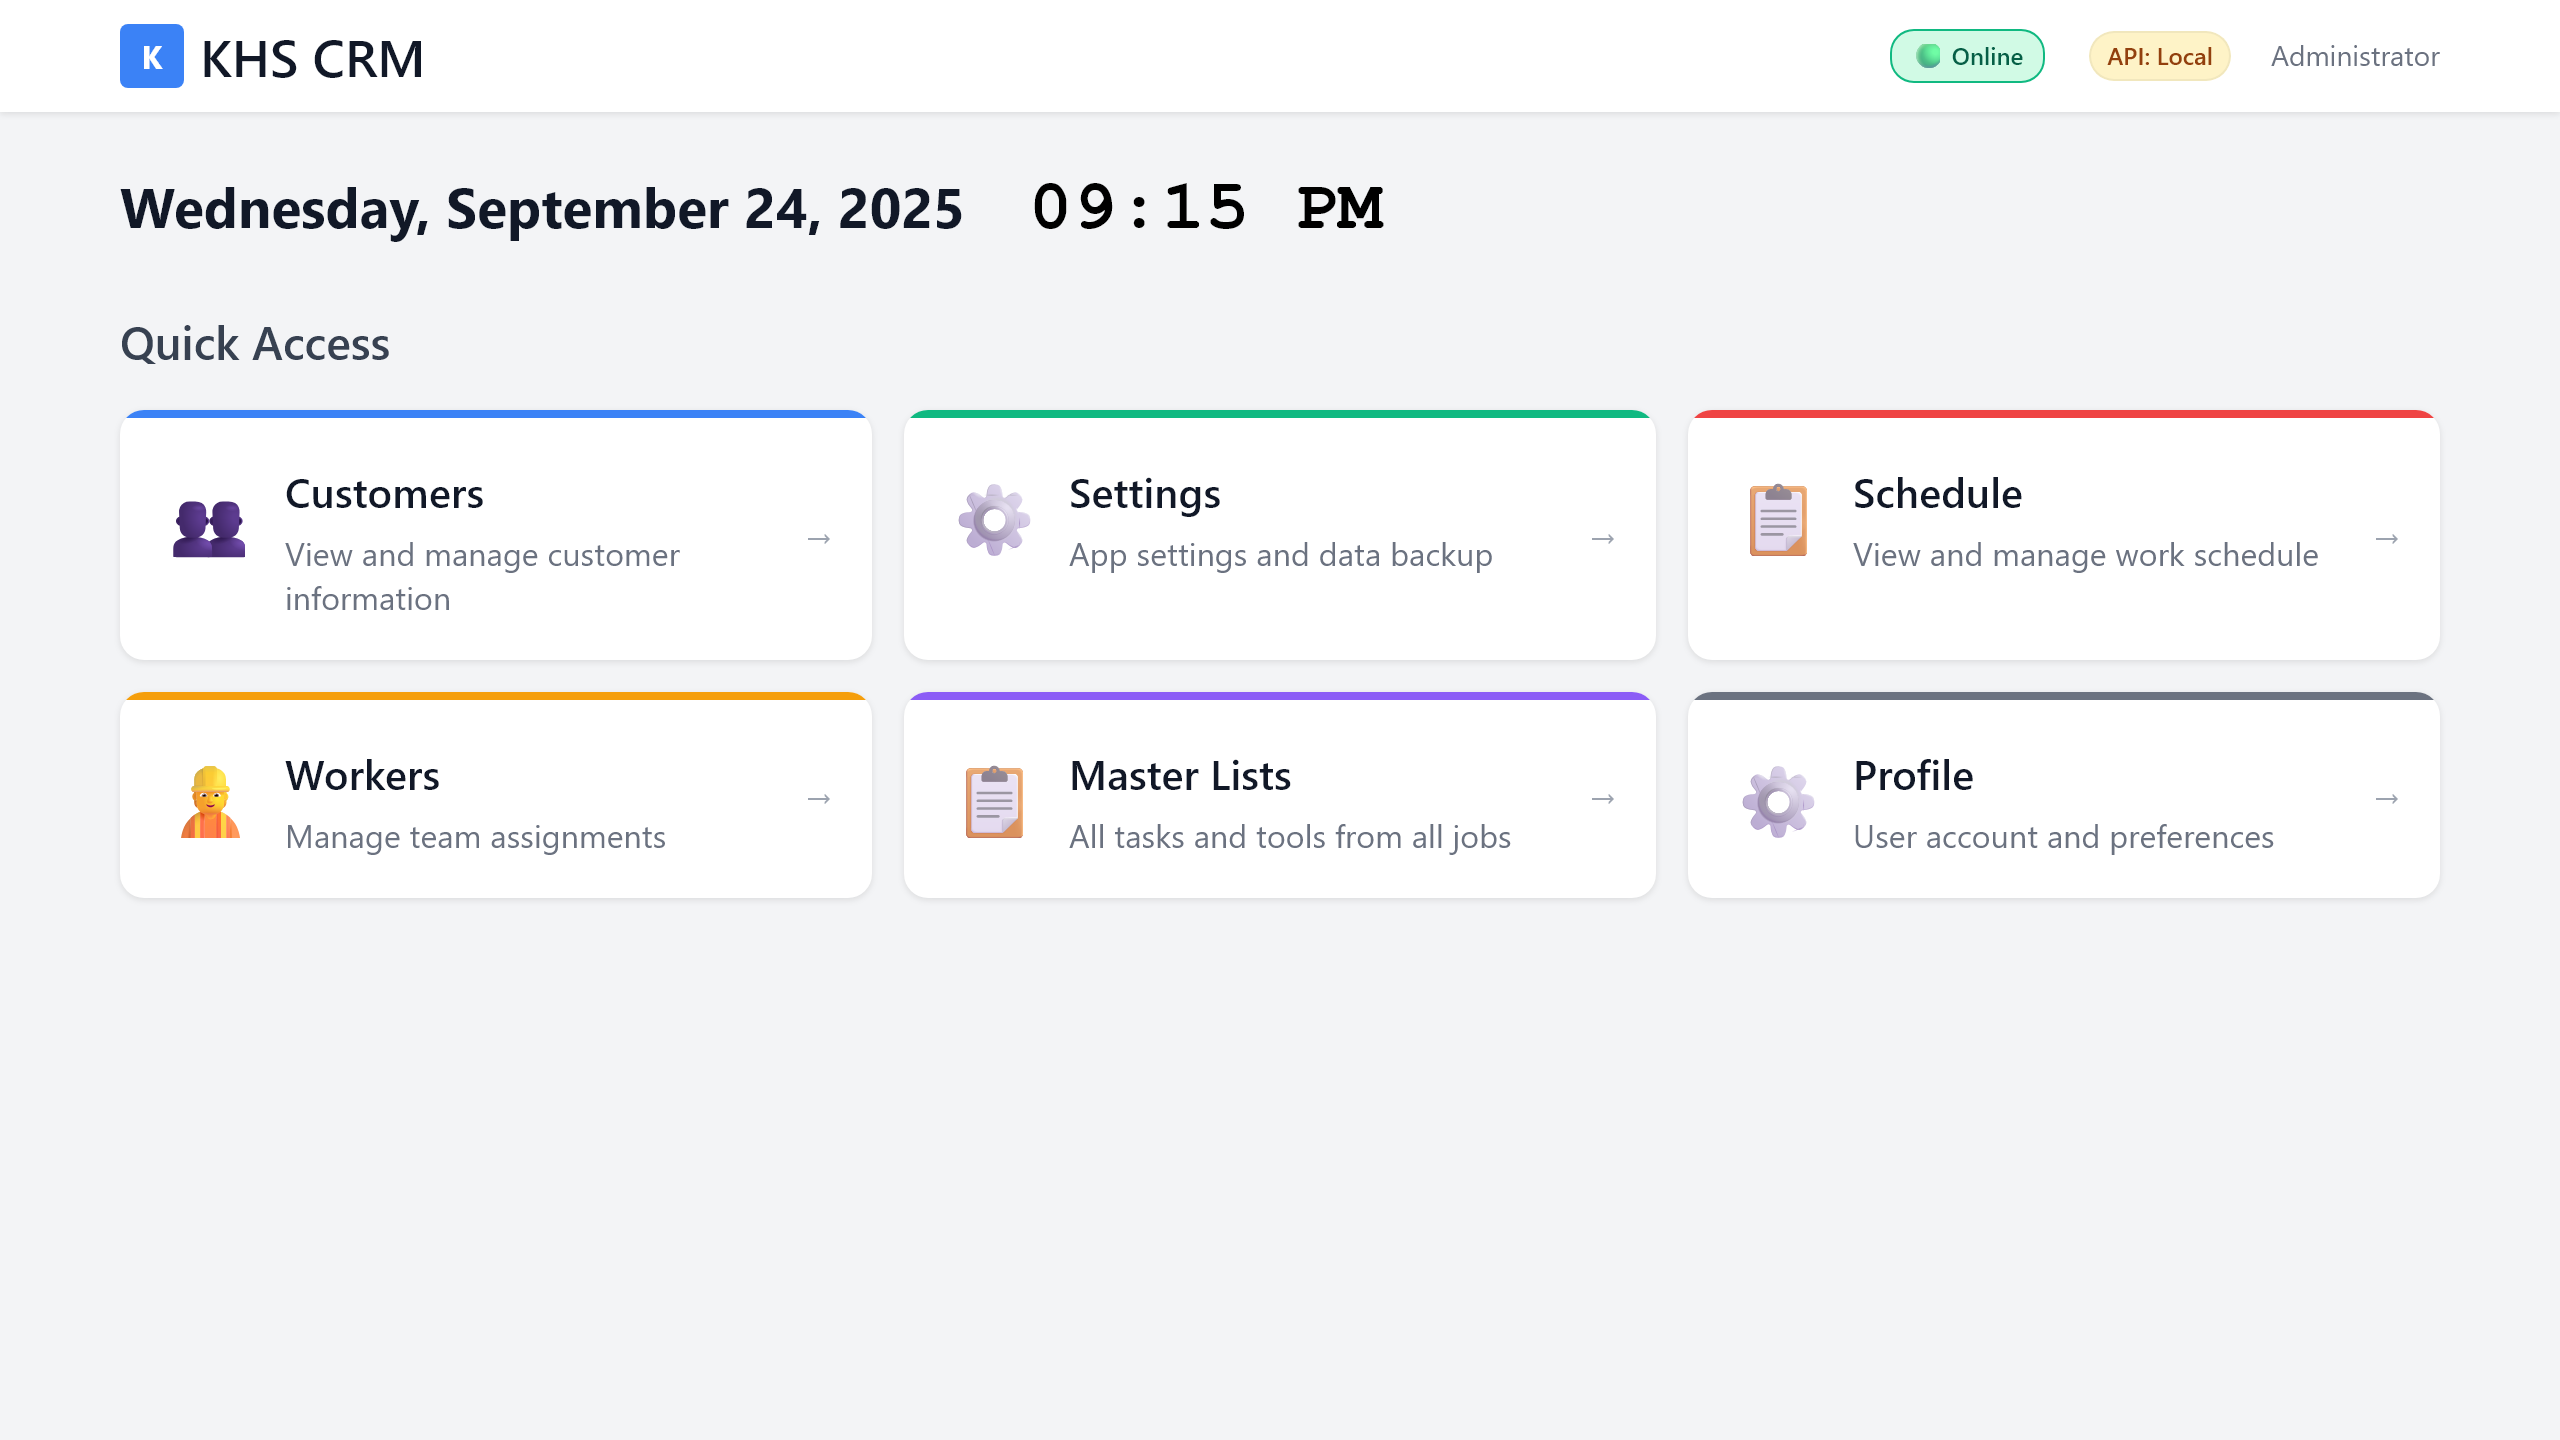 K KHS CRM
Online
API: Local
Administrator
Wednesday, September 24, 2025 09:15 PM
Quick Access
Customers
View and manage customer
information
→
Settings
App settings and data backup
→
Schedule
View and manage work schedule
→
Workers
Manage team assignments
→
Master Lists
All tasks and tools from all jobs
→
Profile
User account and preferences
→